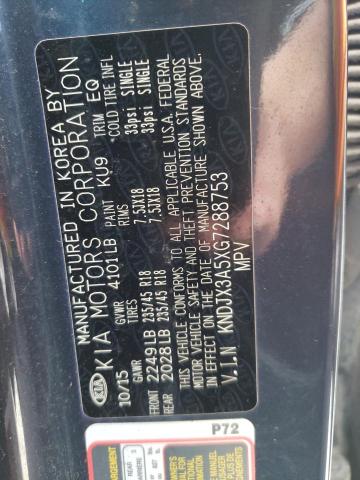 MANUFACTURED IN KOREA BY
KIA MOTORS CORPORATION
10/15 GVWR 4101LB PAINT KU9 TRIM EQ
GAWR TIRES RIMS *COLD TIRE INFL
FRONT 2249LB 235/45 R18 7.5JX18 33psi SINGLE
REAR 2028LB 235/45 R18 7.5JX18 33psi SINGLE
THIS VEHICLE CONFORMS TO ALL APPLICABLE U.S.A. FEDERAL
MOTOR VEHICLE SAFETY AND THEFT PREVENTION STANDARDS
IN EFFECT ON THE DATE OF MANUFACTURE SHOWN ABOVE.
V.I.N KNDJX3A5XG7288753
MPV
P72
REAR